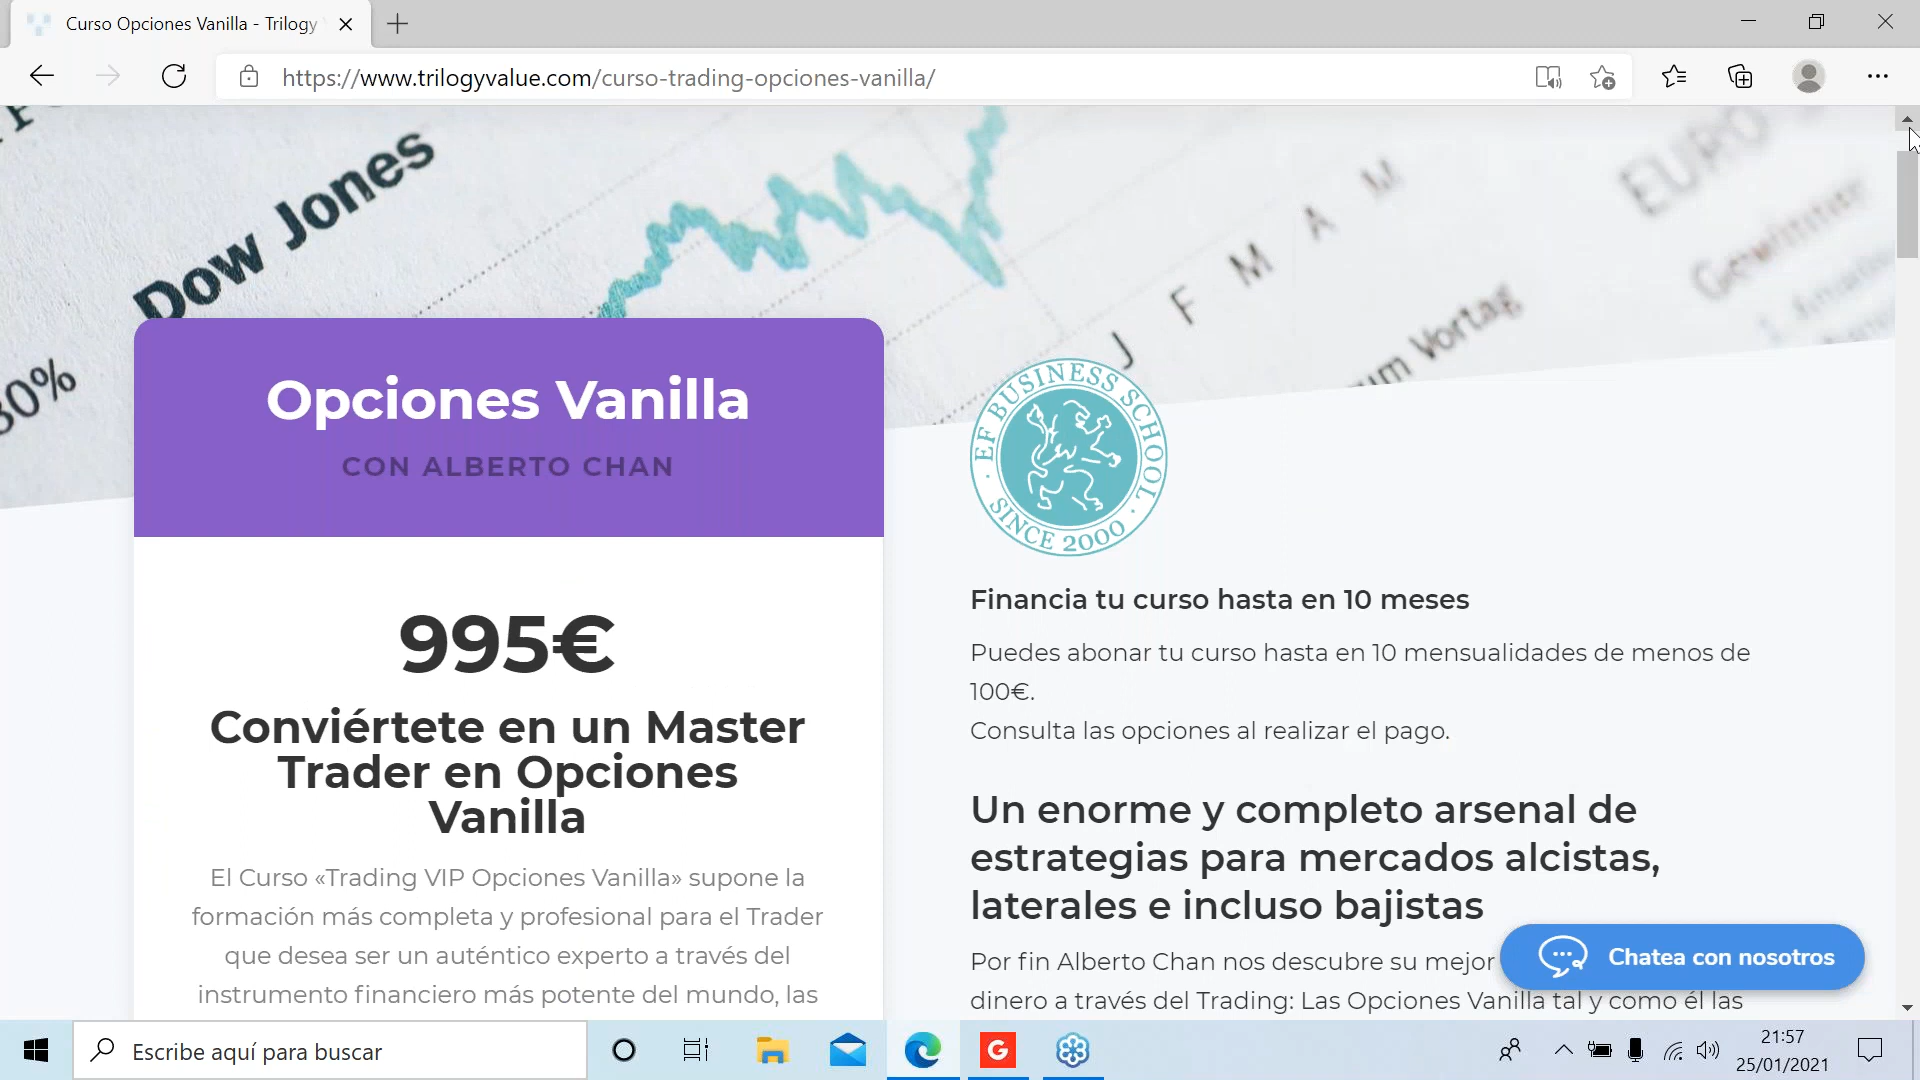 Curso Opciones Vanilla - Trilogy
https://www.trilogyvalue.com/curso-trading-opciones-vanilla/
Dow Jones
30%
J F M A M
EURO
um Vortag
Opciones Vanilla
CON ALBERTO CHAN
995€
Conviértete en un Master
Trader en Opciones
Vanilla
El Curso «Trading VIP Opciones Vanilla» supone la
formación más completa y profesional para el Trader
que desea ser un auténtico experto a través del
instrumento financiero más potente del mundo, las
EF BUSINESS SCHOOL
SINCE 2000
Financia tu curso hasta en 10 meses
Puedes abonar tu curso hasta en 10 mensualidades de menos de
100€.
Consulta las opciones al realizar el pago.
Un enorme y completo arsenal de
estrategias para mercados alcistas,
laterales e incluso bajistas
Por fin Alberto Chan nos descubre su mejor
dinero a través del Trading: Las Opciones Vanilla tal y como él las
Chatea con nosotros
Escribe aquí para buscar
G
21:57
25/01/2021